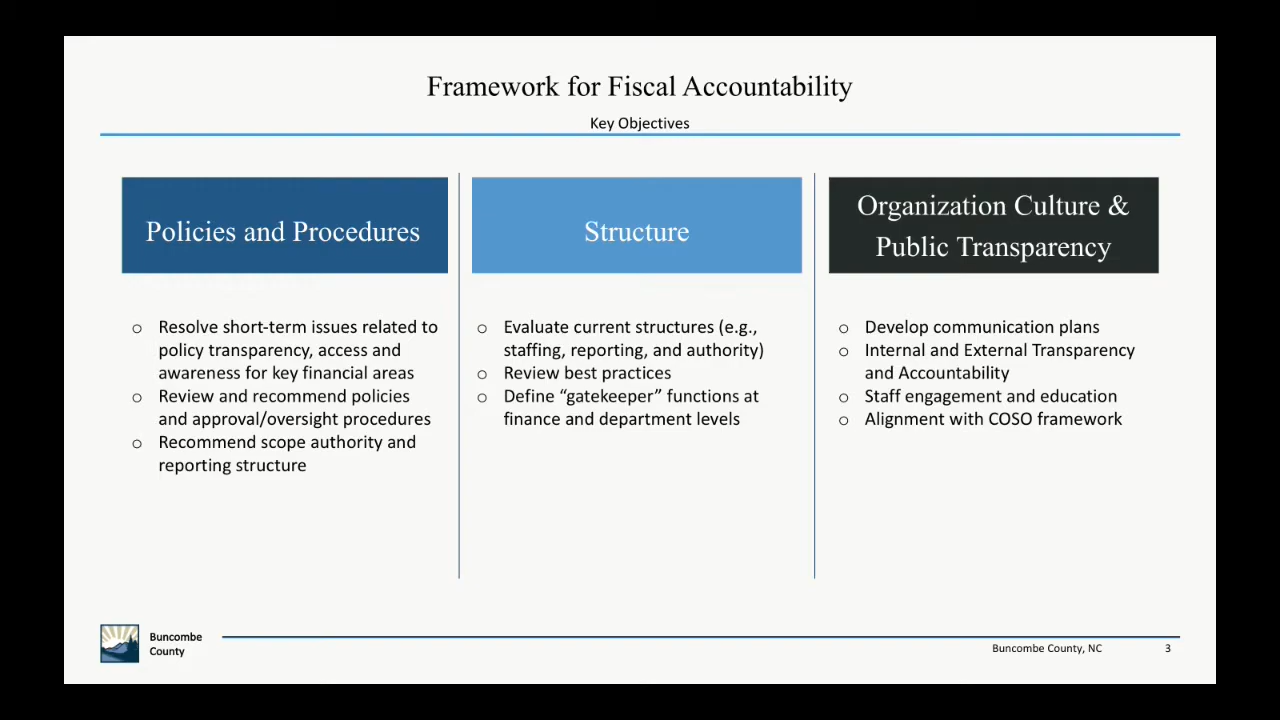 Framework for Fiscal Accountability
Key Objectives
Policies and Procedures
o Resolve short-term issues related to
policy transparency, access and
awareness for key financial areas
o Review and recommend policies
and approval/oversight procedures
o Recommend scope authority and
reporting structure
Structure
o Evaluate current structures (e.g.,
staffing, reporting, and authority)
o Review best practices
o Define “gatekeeper” functions at
finance and department levels
Organization Culture &
Public Transparency
o Develop communication plans
o Internal and External Transparency
and Accountability
o Staff engagement and education
o Alignment with COSO framework
Buncombe
County
Buncombe County, NC
3